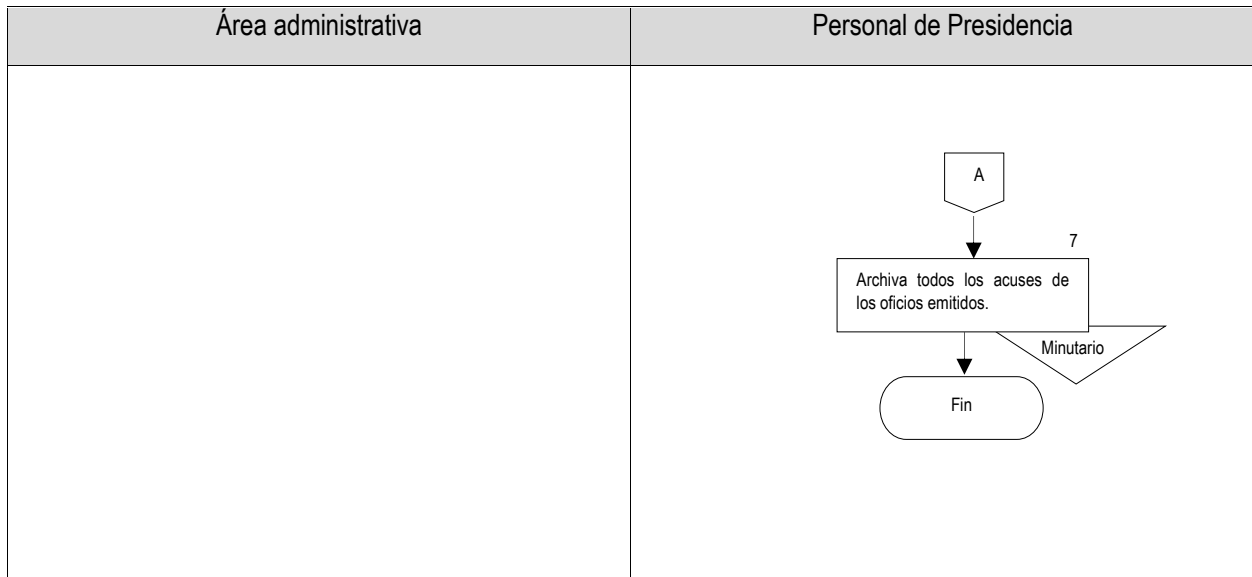 Área administrativa
Personal de Presidencia
A
7
Archiva todos los acuses de
los oficios emitidos.
Minutario
Fin